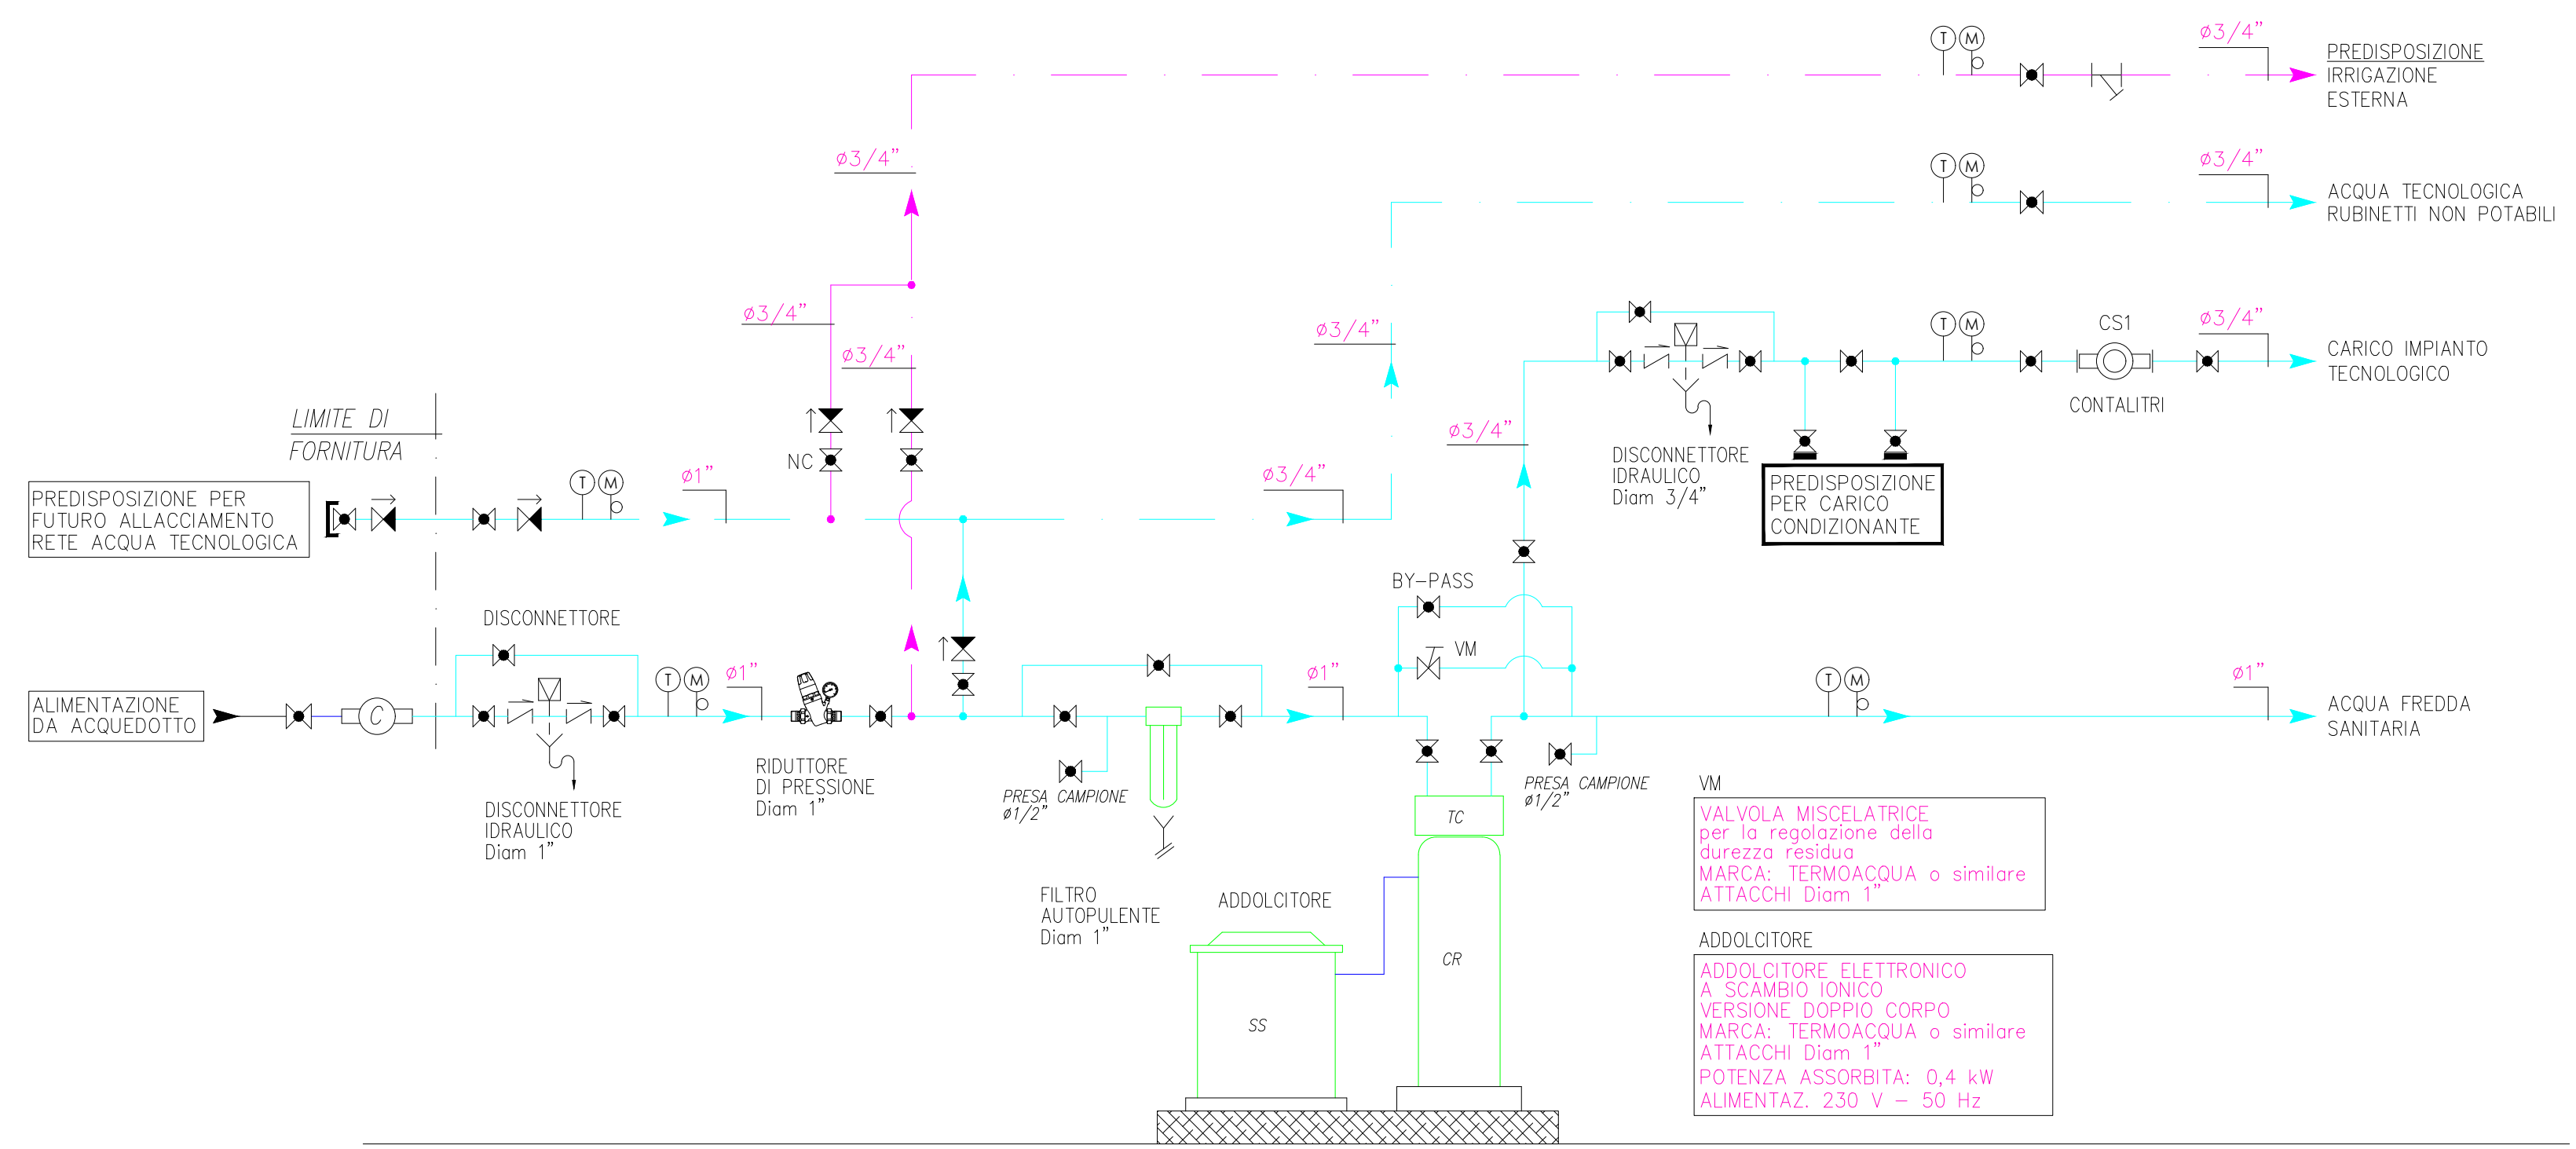 ø3/4"
T M
PREDISPOSIZIONE
IRRIGAZIONE
ESTERNA
ø3/4"
T M
ø3/4"
ACQUA TECNOLOGICA
RUBINETTI NON POTABILI
ø3/4"
ø3/4"
ø3/4"
T M
CS1
ø3/4"
CARICO IMPIANTO
TECNOLOGICO
CONTALITRI
LIMITE DI
FORNITURA
NC
ø3/4"
DISCONNETTORE
IDRAULICO
Diam 3/4"
PREDISPOSIZIONE
PER CARICO
CONDIZIONANTE
PREDISPOSIZIONE PER
FUTURO ALLACCIAMENTO
RETE ACQUA TECNOLOGICA
T M
ø1"
ø3/4"
BY-PASS
VM
DISCONNETTORE
ALIMENTAZIONE
DA ACQUEDOTTO
C
T M
ø1"
ø1"
T M
ø1"
ACQUA FREDDA
SANITARIA
DISCONNETTORE
IDRAULICO
Diam 1"
RIDUTTORE
DI PRESSIONE
Diam 1"
PRESA CAMPIONE
ø1/2"
PRESA CAMPIONE
ø1/2"
TC
FILTRO
AUTOPULENTE
Diam 1"
ADDOLCITORE
SS
CR
VM
VALVOLA MISCELATRICE
per la regolazione della
durezza residua
MARCA: TERMOACQUA o similare
ATTACCHI Diam 1"
ADDOLCITORE
ADDOLCITORE ELETTRONICO
A SCAMBIO IONICO
VERSIONE DOPPIO CORPO
MARCA: TERMOACQUA o similare
ATTACCHI Diam 1"
POTENZA ASSORBITA: 0,4 kW
ALIMENTAZ. 230 V – 50 Hz